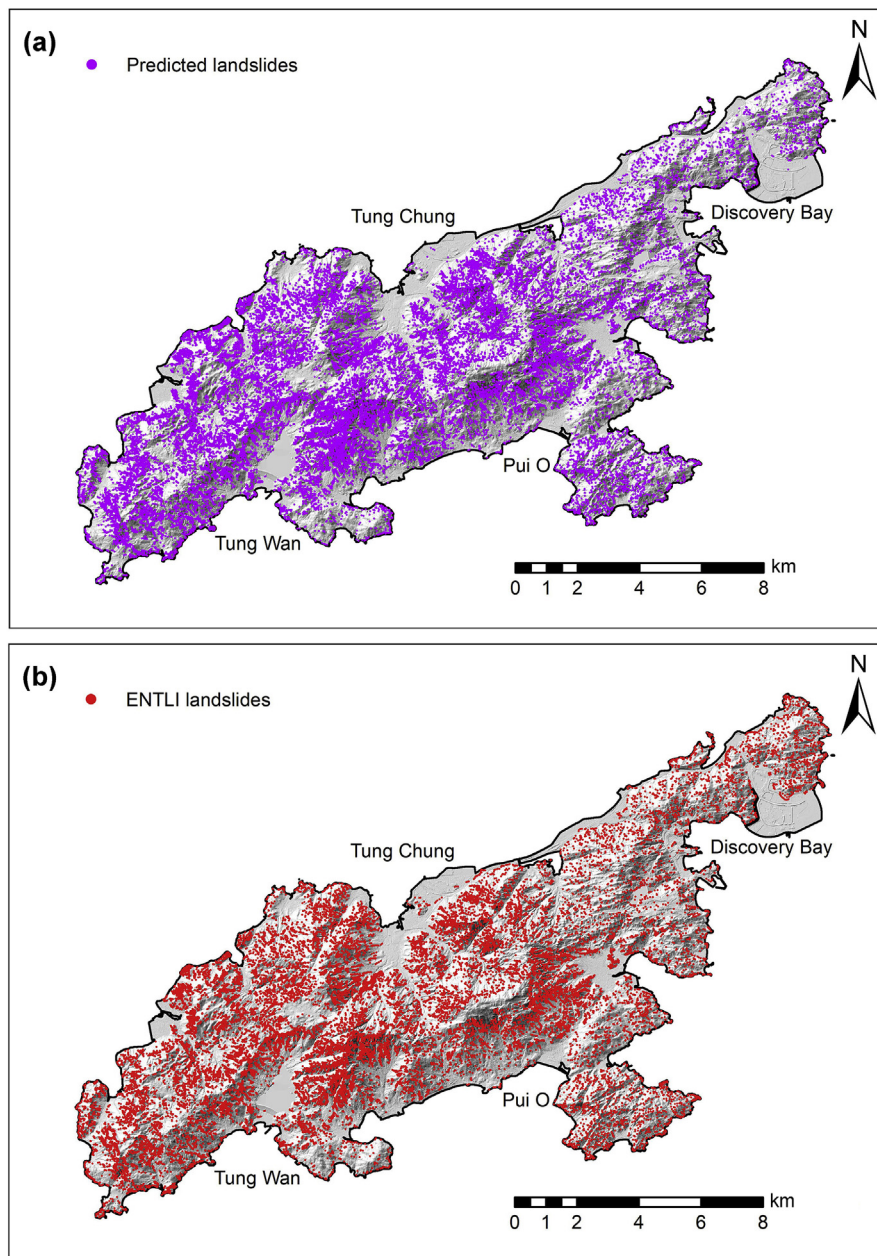 (a)
Predicted landslides
N
Tung Chung
Discovery Bay
Pui O
Tung Wan
km
0 1 2 4 6 8
(b)
ENTLI landslides
N
Tung Chung
Discovery Bay
Pui O
Tung Wan
km
0 1 2 4 6 8